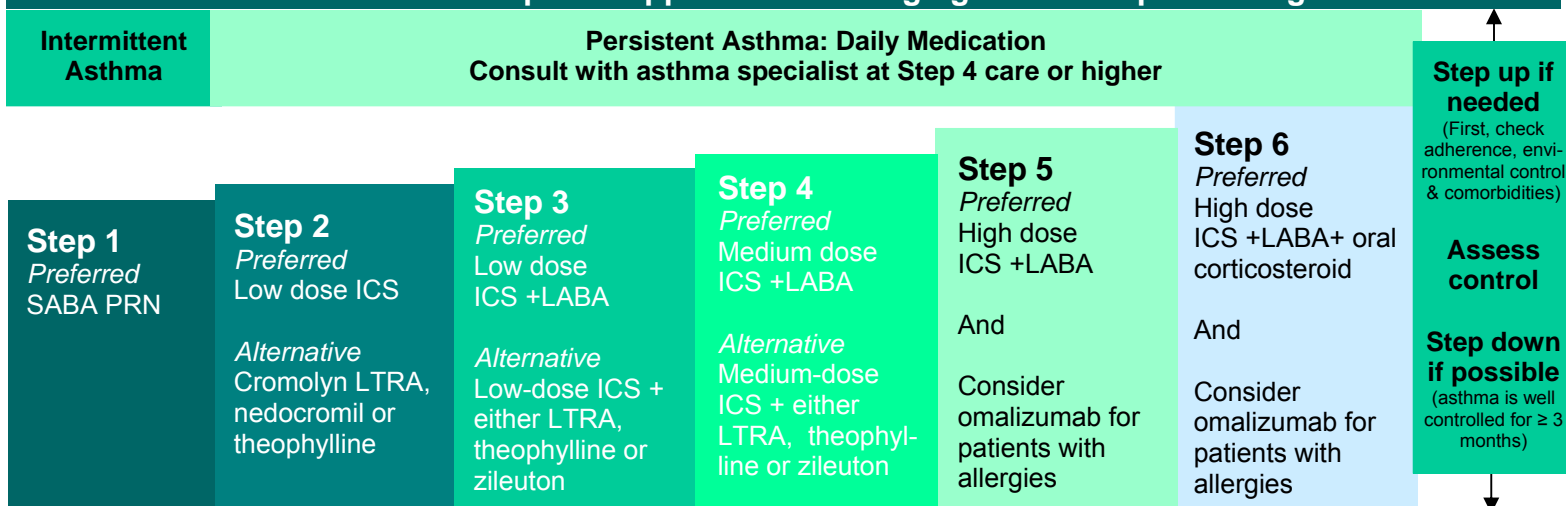 Intermittent
Asthma
Persistent Asthma: Daily Medication
Consult with asthma specialist at Step 4 care or higher
Step 1
Preferred
SABA PRN
Step 2
Preferred
Low dose ICS
Alternative
Cromolyn LTRA,
nedocromil or
theophylline
Step 3
Preferred
Low dose
ICS +LABA
Alternative
Low-dose ICS +
either LTRA,
theophylline or
zileuton
Step 4
Preferred
Medium dose
ICS +LABA
Alternative
Medium-dose
ICS + either
LTRA, theophyl-
line or zileuton
Step 5
Preferred
High dose
ICS +LABA
And
Consider
omalizumab for
patients with
allergies
Step 6
Preferred
High dose
ICS +LABA+ oral
corticosteroid
And
Consider
omalizumab for
patients with
allergies
Step up if
needed
(First, check
adherence, envi-
ronmental control
& comorbidities)
Assess
control
Step down
if possible
(asthma is well
controlled for ≥ 3
months)